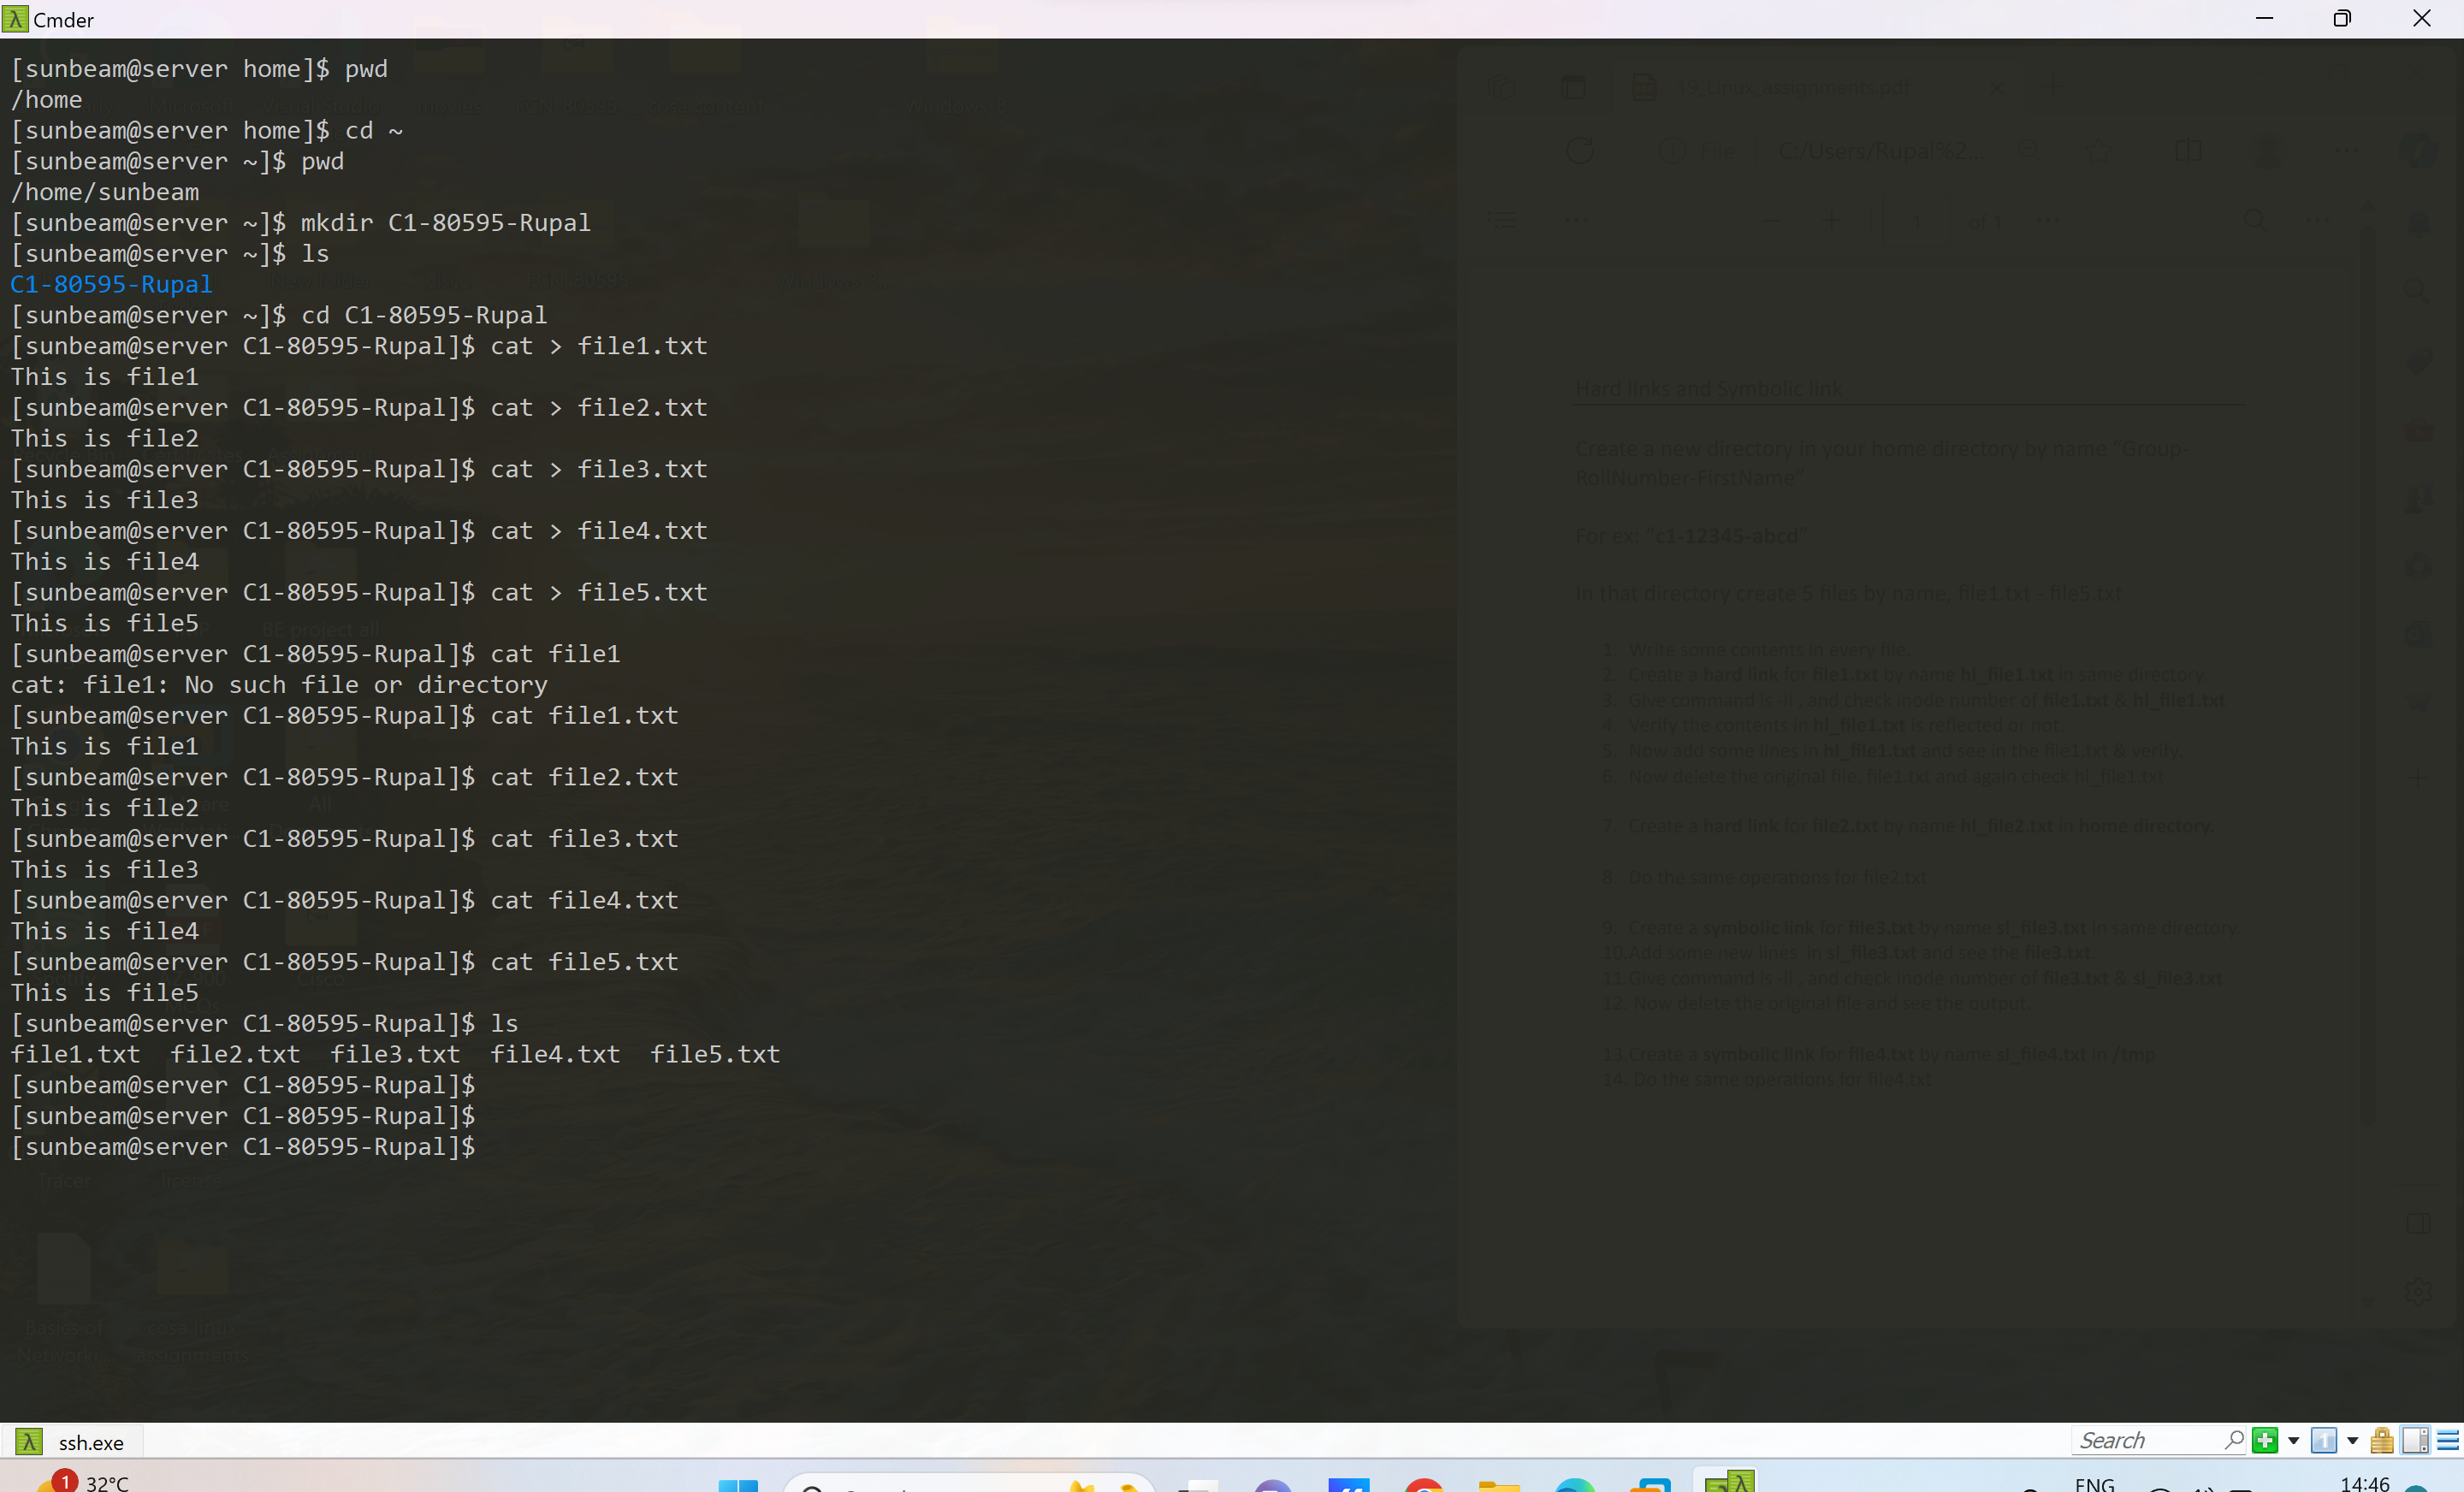 Cmder
[sunbeam@server home]$ pwd
/home
[sunbeam@server home]$ cd ~
[sunbeam@server ~]$ pwd
/home/sunbeam
[sunbeam@server ~]$ mkdir C1-80595-Rupal
[sunbeam@server ~]$ ls
C1-80595-Rupal
[sunbeam@server ~]$ cd C1-80595-Rupal
[sunbeam@server C1-80595-Rupal]$ cat > file1.txt
This is file1
[sunbeam@server C1-80595-Rupal]$ cat > file2.txt
This is file2
[sunbeam@server C1-80595-Rupal]$ cat > file3.txt
This is file3
[sunbeam@server C1-80595-Rupal]$ cat > file4.txt
This is file4
[sunbeam@server C1-80595-Rupal]$ cat > file5.txt
This is file5
[sunbeam@server C1-80595-Rupal]$ cat file1
cat: file1: No such file or directory
[sunbeam@server C1-80595-Rupal]$ cat file1.txt
This is file1
[sunbeam@server C1-80595-Rupal]$ cat file2.txt
This is file2
[sunbeam@server C1-80595-Rupal]$ cat file3.txt
This is file3
[sunbeam@server C1-80595-Rupal]$ cat file4.txt
This is file4
[sunbeam@server C1-80595-Rupal]$ cat file5.txt
This is file5
[sunbeam@server C1-80595-Rupal]$ ls
file1.txt  file2.txt  file3.txt  file4.txt  file5.txt
[sunbeam@server C1-80595-Rupal]$
[sunbeam@server C1-80595-Rupal]$
[sunbeam@server C1-80595-Rupal]$
19_Linux_assignments.pdf
File C:/Users/Rupal%2...
1 of 1
Hard links and Symbolic link
Create a new directory in your home directory by name "Group-
RollNumber-FirstName"
For ex: "c1-12345-abcd"
In that directory create 5 files by name, file1.txt - file5.txt
1. Write some contents in every file.
2. Create a hard link for file1.txt by name hl_file1.txt in same directory.
3. Give command ls -li , and check inode number of file1.txt & hl_file1.txt
4. Verify the contents in hl_file1.txt is reflected or not.
5. Now add some lines in hl_file1.txt and see in the file1.txt & verify.
6. Now delete the original file, file1.txt and again check hl_file1.txt
7. Create a hard link for file2.txt by name hl_file2.txt in home directory.
8. Do the same operations for file2.txt
9. Create a symbolic link for file3.txt by name sl_file3.txt in same directory.
10.Add some new lines in sl_file3.txt and see the file3.txt.
11.Give command ls -li , and check inode number of file3.txt & sl_file3.txt
12. Now delete the original file and see the output.
13.Create a symbolic link for file4.txt by name sl_file4.txt in /tmp
14. Do the same operations for file4.txt
BE project all
All
Tracer
Basics of
assignments
ssh.exe
Search
1
32°C
ENG
14:46